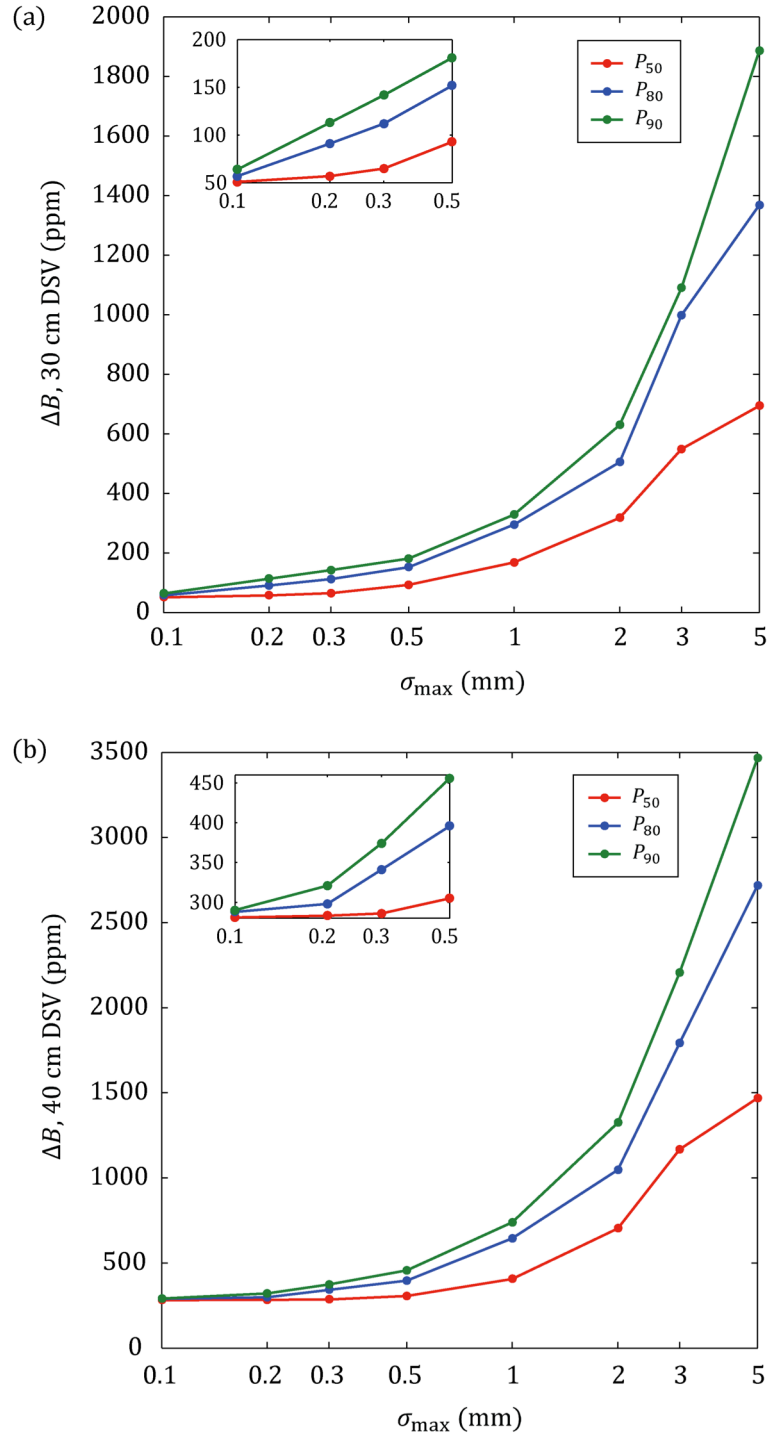 (a)
2000
1800
1600
1400
1200
1000
800
600
400
200
0
ΔB, 30 cm DSV (ppm)
200
150
100
50
0.1 0.2 0.3 0.5
P50
P80
P90
0.1 0.2 0.3 0.5 1 2 3 5
σmax (mm)
(b)
3500
3000
2500
2000
1500
1000
500
0
ΔB, 40 cm DSV (ppm)
450
400
350
300
0.1 0.2 0.3 0.5
P50
P80
P90
0.1 0.2 0.3 0.5 1 2 3 5
σmax (mm)